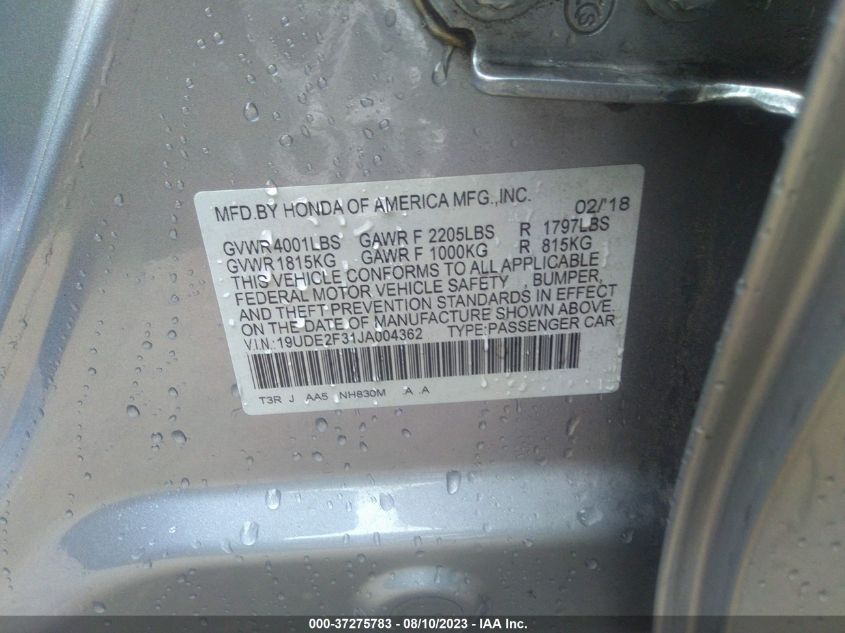 MFD.BY HONDA OF AMERICA MFG.,INC. 02/'18
GVWR 4001LBS GAWR F 2205LBS R 1797LBS
GVWR 1815KG GAWR F 1000KG R 815KG
THIS VEHICLE CONFORMS TO ALL APPLICABLE
FEDERAL MOTOR VEHICLE SAFETY BUMPER,
AND THEFT PREVENTION STANDARDS IN EFFECT
ON THE DATE OF MANUFACTURE SHOWN ABOVE.
V.I.N.: 19UDE2F31JA004362 TYPE:PASSENGER CAR
T3R J AA5 NH830M A A
000-37275783 - 08/10/2023 - IAA Inc.